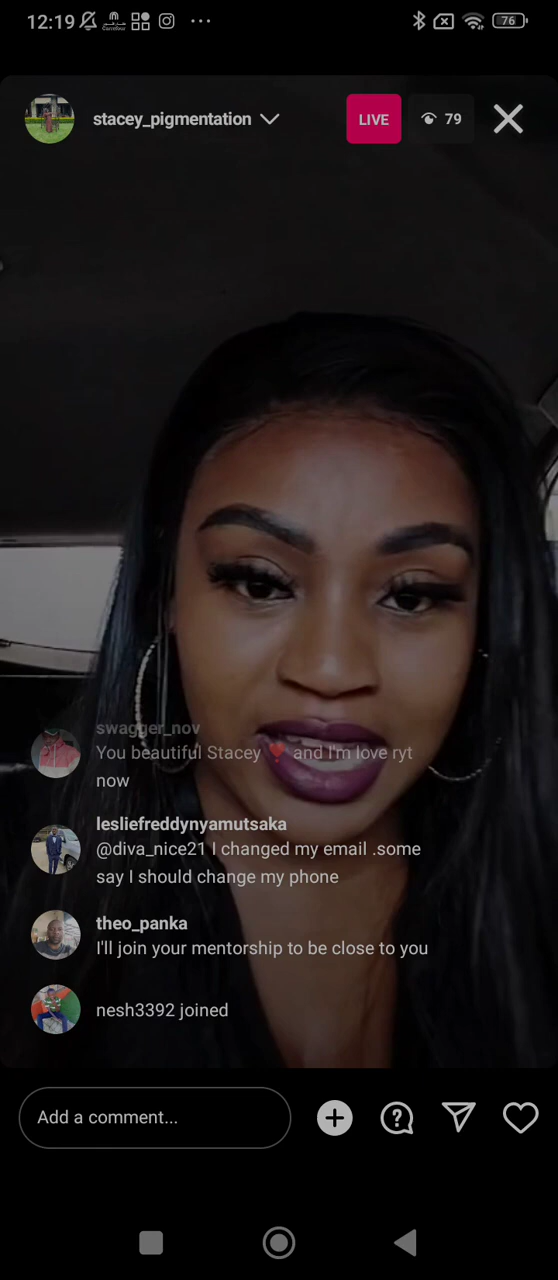 12:19
76
stacey_pigmentation
LIVE
79
swagger_nov
You beautiful Stacey ❣️ and I'm love ryt
now
lesliefreddynyamutsaka
@diva_nice21 I changed my email .some
say I should change my phone
theo_panka
I'll join your mentorship to be close to you
nesh3392 joined
Add a comment...